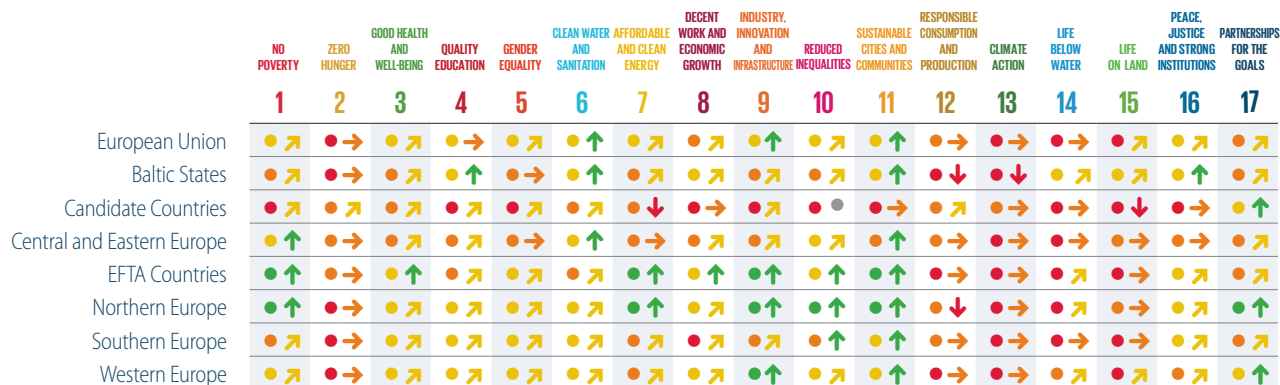 NO
POVERTY
ZERO
HUNGER
GOOD HEALTH
AND
WELL-BEING
QUALITY
EDUCATION
GENDER
EQUALITY
CLEAN WATER
AND
SANITATION
AFFORDABLE
AND CLEAN
ENERGY
DECENT
WORK AND
ECONOMIC
GROWTH
INDUSTRY,
INNOVATION
AND
INFRASTRUCTURE
REDUCED
INEQUALITIES
SUSTAINABLE
CITIES AND
COMMUNITIES
RESPONSIBLE
CONSUMPTION
AND
PRODUCTION
CLIMATE
ACTION
LIFE
BELOW
WATER
LIFE
ON LAND
PEACE,
JUSTICE
AND STRONG
INSTITUTIONS
PARTNERSHIPS
FOR THE
GOALS
1 2 3 4 5 6 7 8 9 10 11 12 13 14 15 16 17
European Union
Baltic States
Candidate Countries
Central and Eastern Europe
EFTA Countries
Northern Europe
Southern Europe
Western Europe